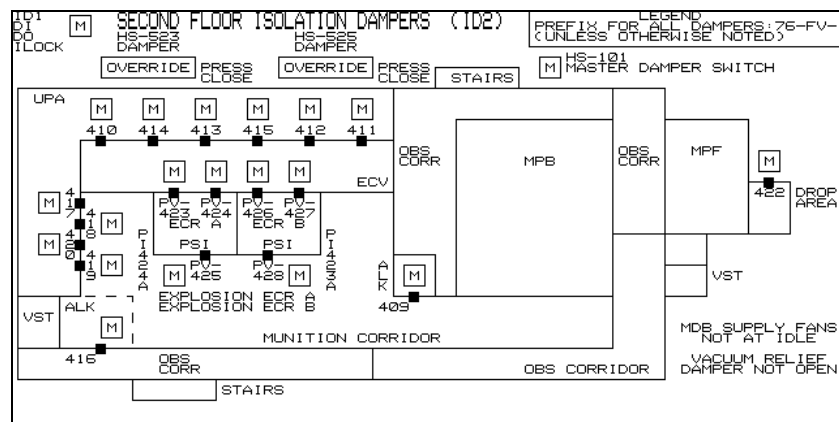 ID1
DI
DO
ILOCK
M
SECOND FLOOR ISOLATION DAMPERS (ID2)
HS-523
DAMPER
HS-525
DAMPER
OVERRIDE
PRESS
CLOSE
OVERRIDE
PRESS
CLOSE
STAIRS
LEGEND
PREFIX FOR ALL DAMPERS:76-FV-
(UNLESS OTHERWISE NOTED)
M
HS-101
MASTER DAMPER SWITCH
UPA
M M M M M M
410 414 413 415 412 411
OBS
CORR
MPB
OBS
CORR
MPF
M
422
DROP
AREA
ECV
M M M M
PV-
423
PV-
424
PV-
426
PV-
427
ECR A
ECR B
M
417
M
418
M
420
M
419
PI424A
PSI
PSI
PI423A
PV-
425
PV-
428
M
M
EXPLOSION ECR A
EXPLOSION ECR B
ALK
M
409
VST
VST
ALK
M
416
MUNITION CORRIDOR
MDB SUPPLY FANS
NOT AT IDLE
VACUUM RELIEF
DAMPER NOT OPEN
OBS
CORR
OBS CORRIDOR
STAIRS